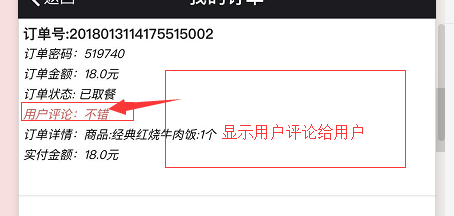 返回
我的订单
订单号:2018013114175515002
订单密码：519740
订单金额：18.0元
订单状态: 已取餐
用户评论：不错
订单详情：商品:经典红烧牛肉饭:1个
显示用户评论给用户
实付金额：18.0元